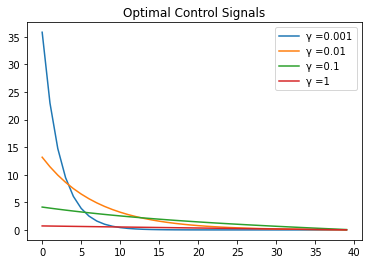 Optimal Control Signals
35
30
25
20
15
10
5
0
0 5 10 15 20 25 30 35 40
γ =0.001
γ =0.01
γ =0.1
γ =1